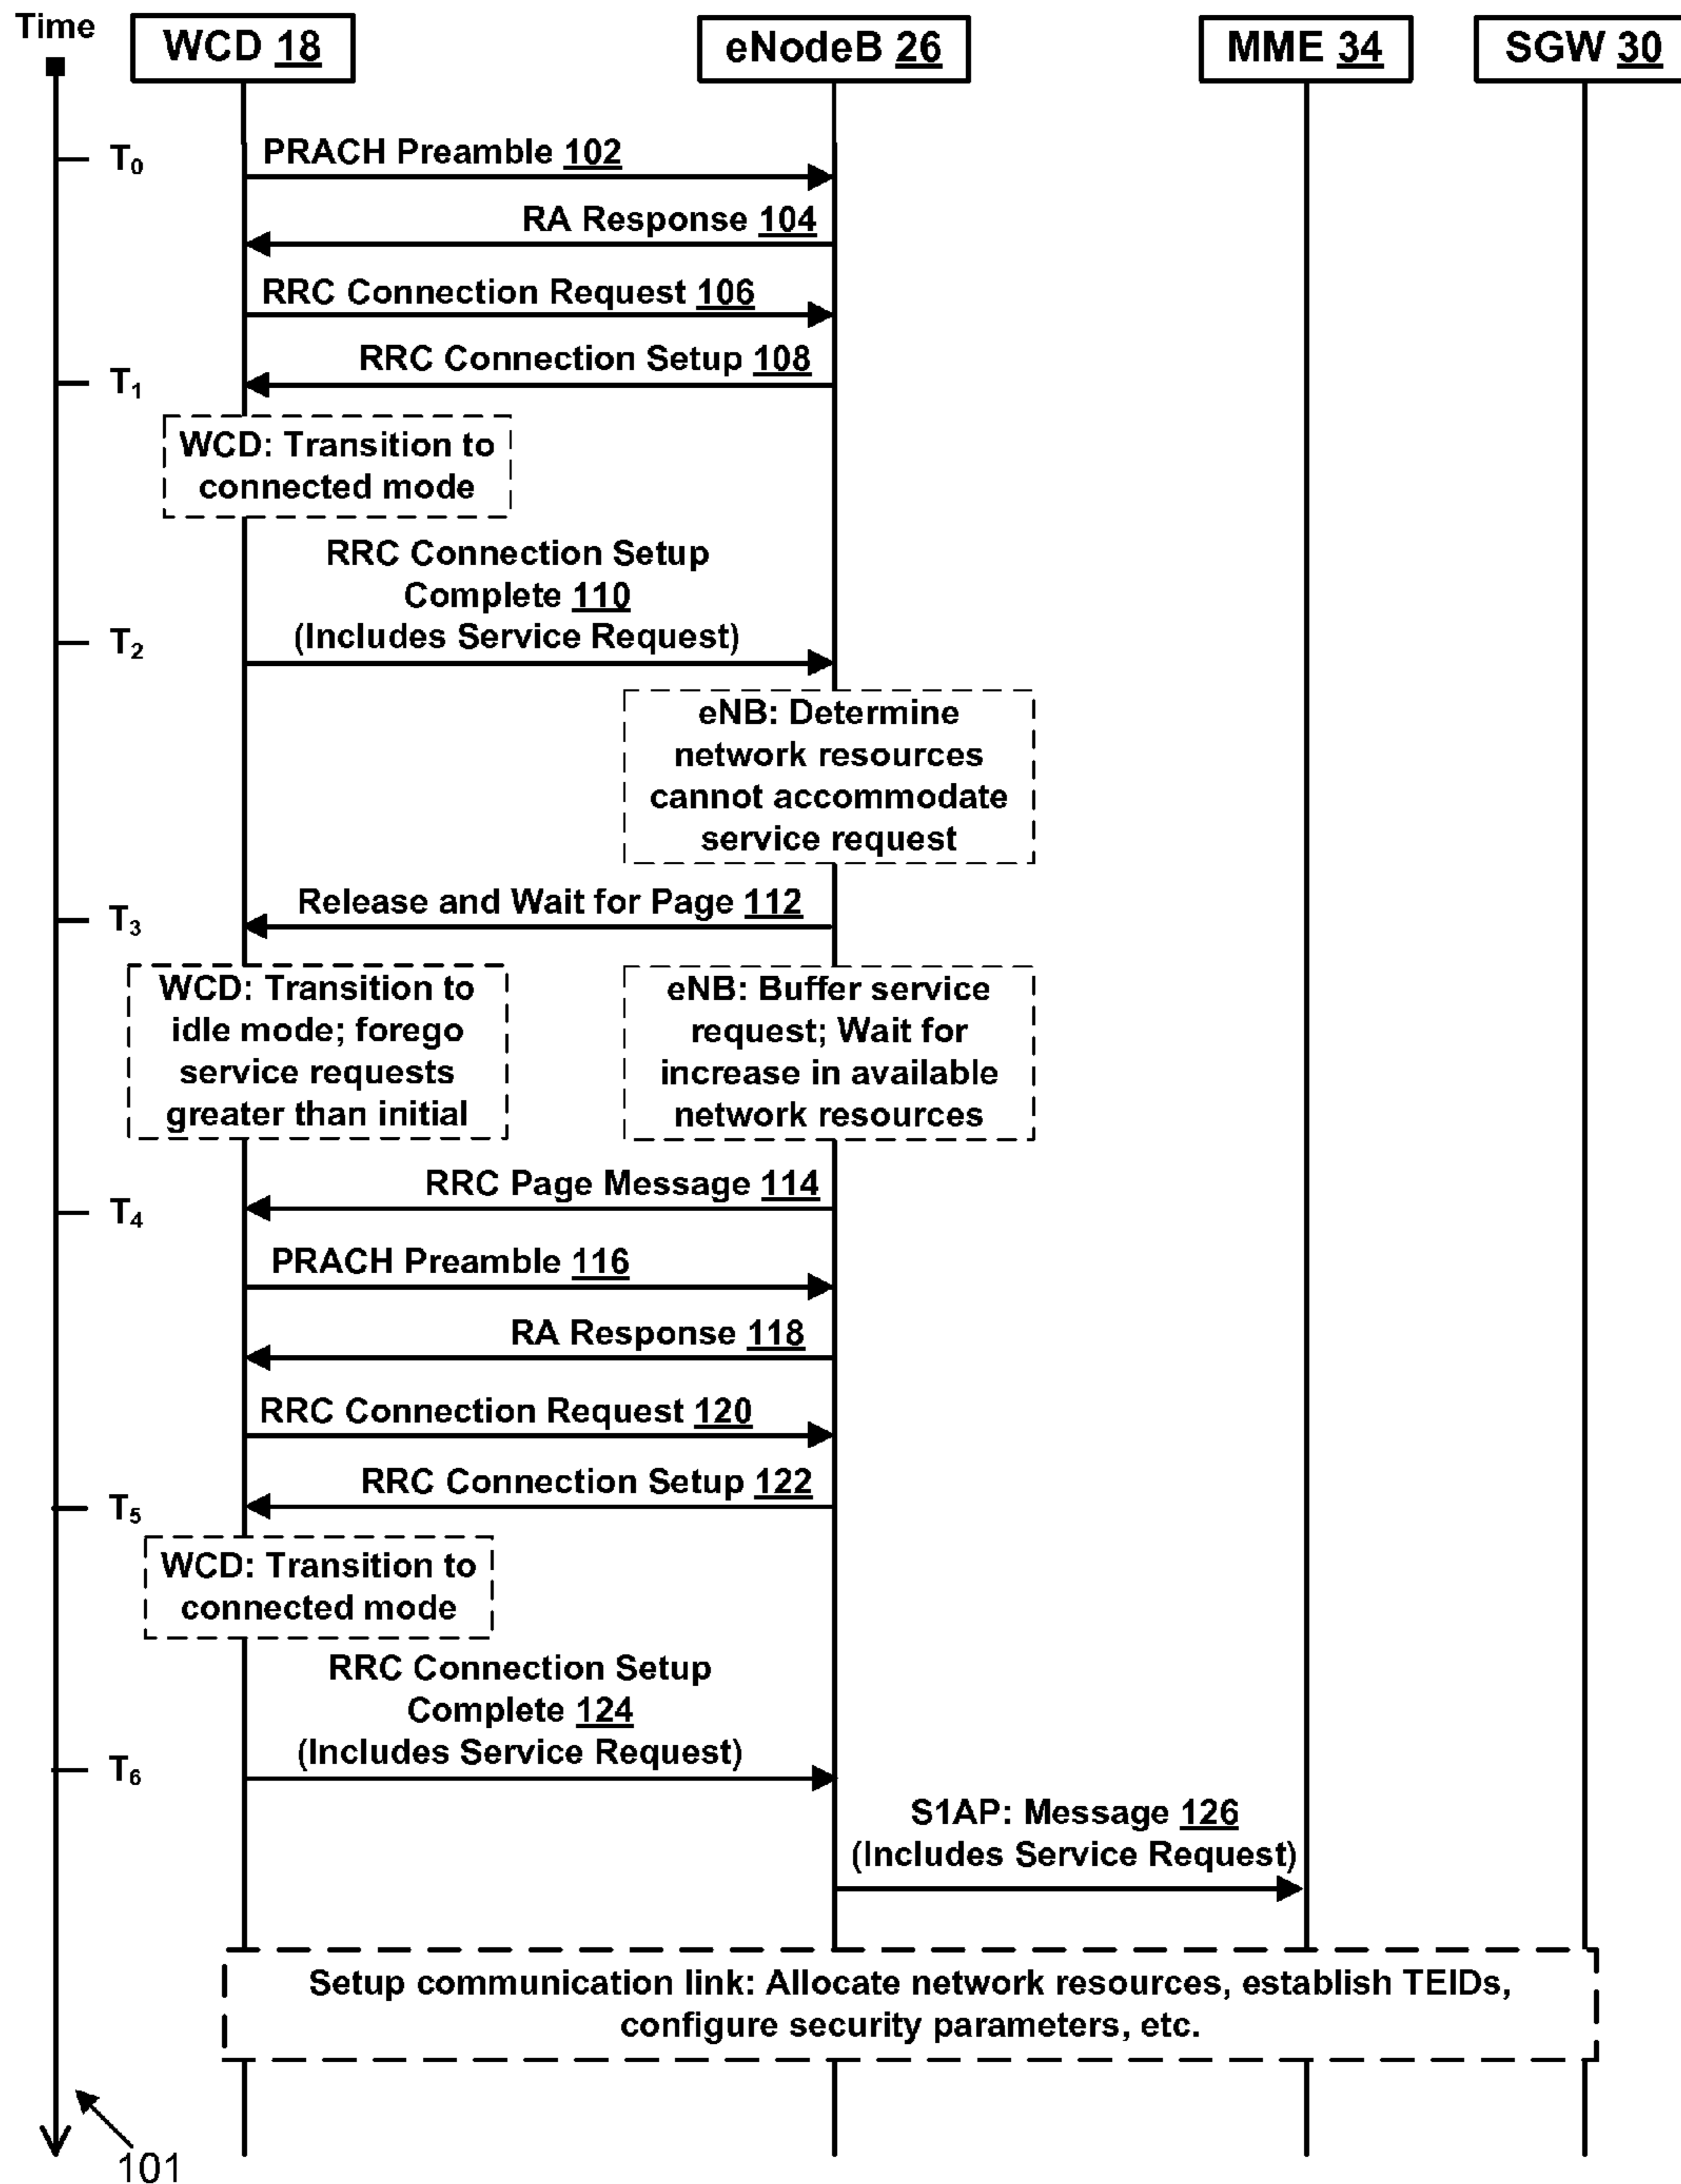 Time
WCD 18
eNodeB 26
MME 34
SGW 30
T0
PRACH Preamble 102
RA Response 104
RRC Connection Request 106
RRC Connection Setup 108
T1
WCD: Transition to
connected mode
RRC Connection Setup
Complete 110
(Includes Service Request)
T2
eNB: Determine
network resources
cannot accommodate
service request
Release and Wait for Page 112
T3
WCD: Transition to
idle mode; forego
service requests
greater than initial
eNB: Buffer service
request; Wait for
increase in available
network resources
RRC Page Message 114
T4
PRACH Preamble 116
RA Response 118
RRC Connection Request 120
RRC Connection Setup 122
T5
WCD: Transition to
connected mode
RRC Connection Setup
Complete 124
(Includes Service Request)
T6
S1AP: Message 126
(Includes Service Request)
Setup communication link: Allocate network resources, establish TEIDs,
configure security parameters, etc.
101